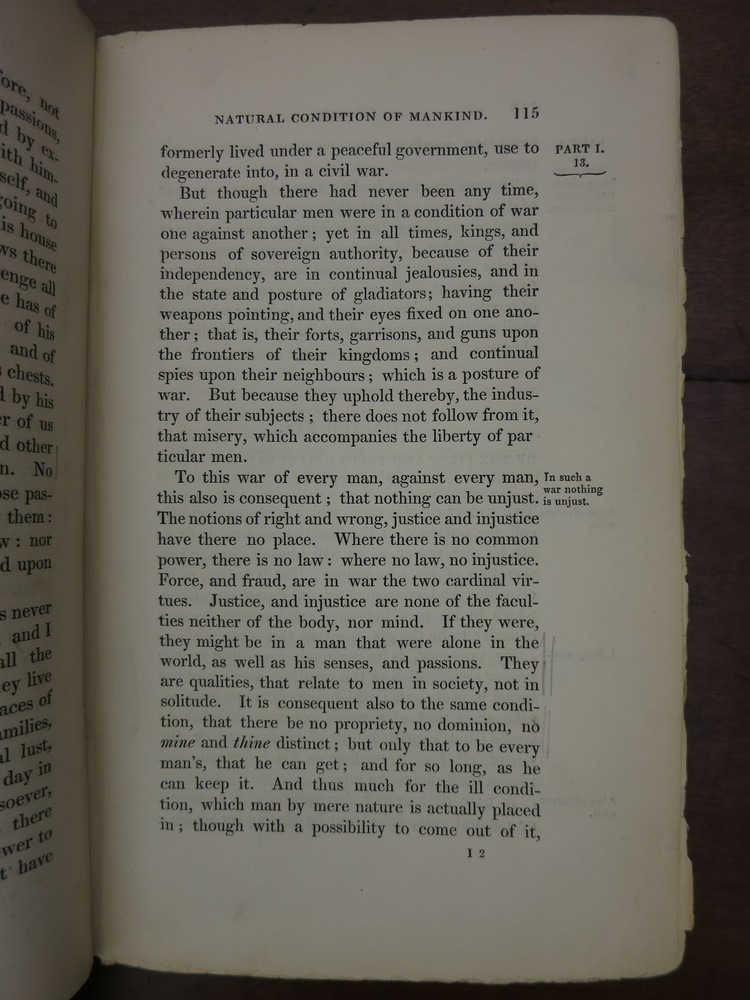 fore, not
passions,
d by ex-
ith him-
self, and
going to
is house
ws there
enge all
e has of
of his
and of
chests.
d by his
er of us
d other
n. No
ose pas-
them:
w: nor
d upon
s never
and I
all the
ey live
aces of
amilies,
al lust,
day in
soever,
there
wer to
t have
NATURAL CONDITION OF MANKIND. 115
formerly lived under a peaceful government, use to
degenerate into, in a civil war.
PART I.
13.
But though there had never been any time,
wherein particular men were in a condition of war
one against another; yet in all times, kings, and
persons of sovereign authority, because of their
independency, are in continual jealousies, and in
the state and posture of gladiators; having their
weapons pointing, and their eyes fixed on one ano-
ther; that is, their forts, garrisons, and guns upon
the frontiers of their kingdoms; and continual
spies upon their neighbours; which is a posture of
war. But because they uphold thereby, the indus-
try of their subjects; there does not follow from it,
that misery, which accompanies the liberty of par
ticular men.
To this war of every man, against every man,
this also is consequent; that nothing can be unjust.
In such a
war nothing
is unjust.
The notions of right and wrong, justice and injustice
have there no place. Where there is no common
power, there is no law: where no law, no injustice.
Force, and fraud, are in war the two cardinal vir-
tues. Justice, and injustice are none of the facul-
ties neither of the body, nor mind. If they were,
they might be in a man that were alone in the
world, as well as his senses, and passions. They
are qualities, that relate to men in society, not in
solitude. It is consequent also to the same condi-
tion, that there be no propriety, no dominion, no
mine and thine distinct; but only that to be every
man's, that he can get; and for so long, as he
can keep it. And thus much for the ill condi-
tion, which man by mere nature is actually placed
in; though with a possibility to come out of it,
I 2